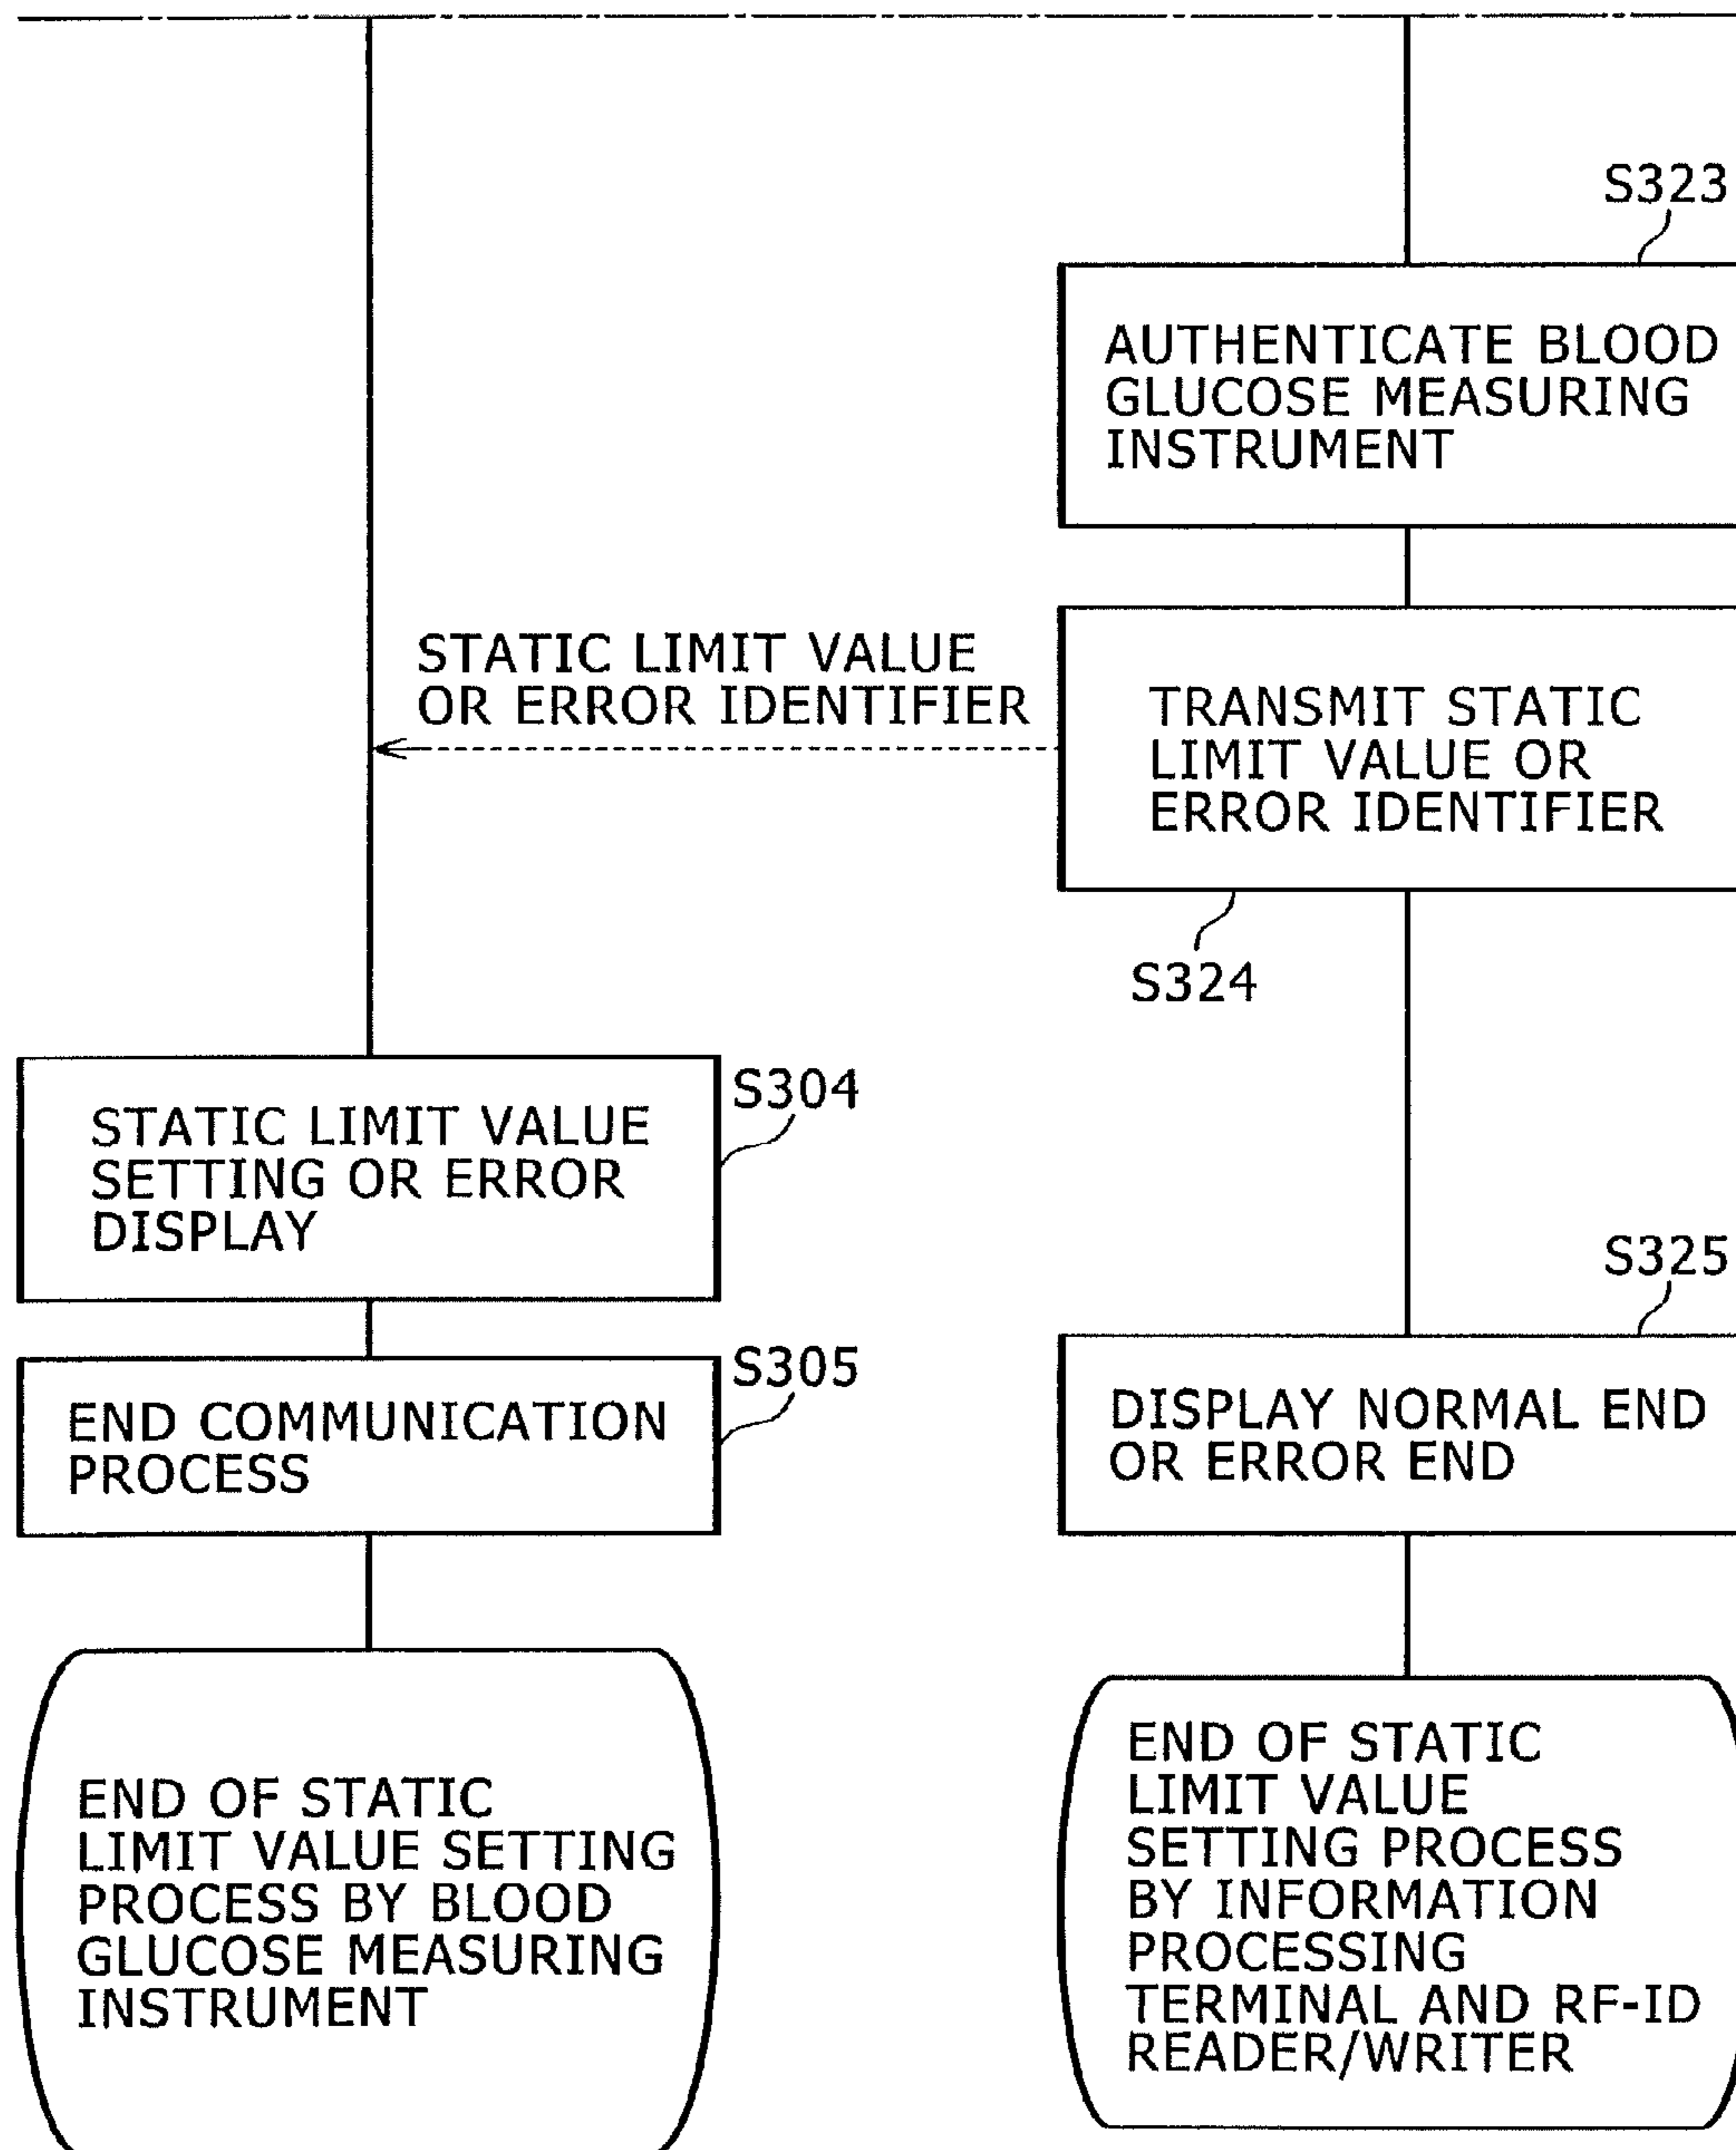 S323
AUTHENTICATE BLOOD
GLUCOSE MEASURING
INSTRUMENT
STATIC LIMIT VALUE
OR ERROR IDENTIFIER
TRANSMIT STATIC
LIMIT VALUE OR
ERROR IDENTIFIER
S324
S304
STATIC LIMIT VALUE
SETTING OR ERROR
DISPLAY
S305
END COMMUNICATION
PROCESS
S325
DISPLAY NORMAL END
OR ERROR END
END OF STATIC
LIMIT VALUE SETTING
PROCESS BY BLOOD
GLUCOSE MEASURING
INSTRUMENT
END OF STATIC
LIMIT VALUE
SETTING PROCESS
BY INFORMATION
PROCESSING
TERMINAL AND RF-ID
READER/WRITER